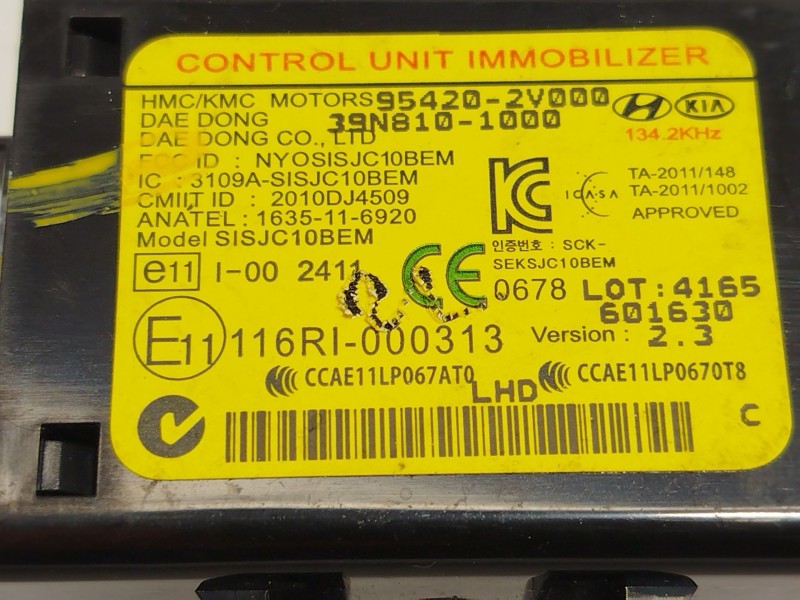 CONTROL UNIT IMMOBILIZER
HMC/KMC MOTORS 95420-2V000
DAE DONG 39N810-1000
DAE DONG CO., LTD
KIA
134.2KHz
FCC ID : NYOSISJC10BEM
IC : 3109A-SISJC10BEM
CMIIT ID : 2010DJ4509
ANATEL : 1635-11-6920
Model SISJC10BEM
ICASA
TA-2011/148
TA-2011/1002
APPROVED
인증번호 : SCK-
SEKSJC10BEM
e11 I-00 2411
CE 0678 LOT:4165
601630
E11 116RI-000313 Version : 2.3
CCAE11LP067AT0 LHD CCAE11LP0670T8
C